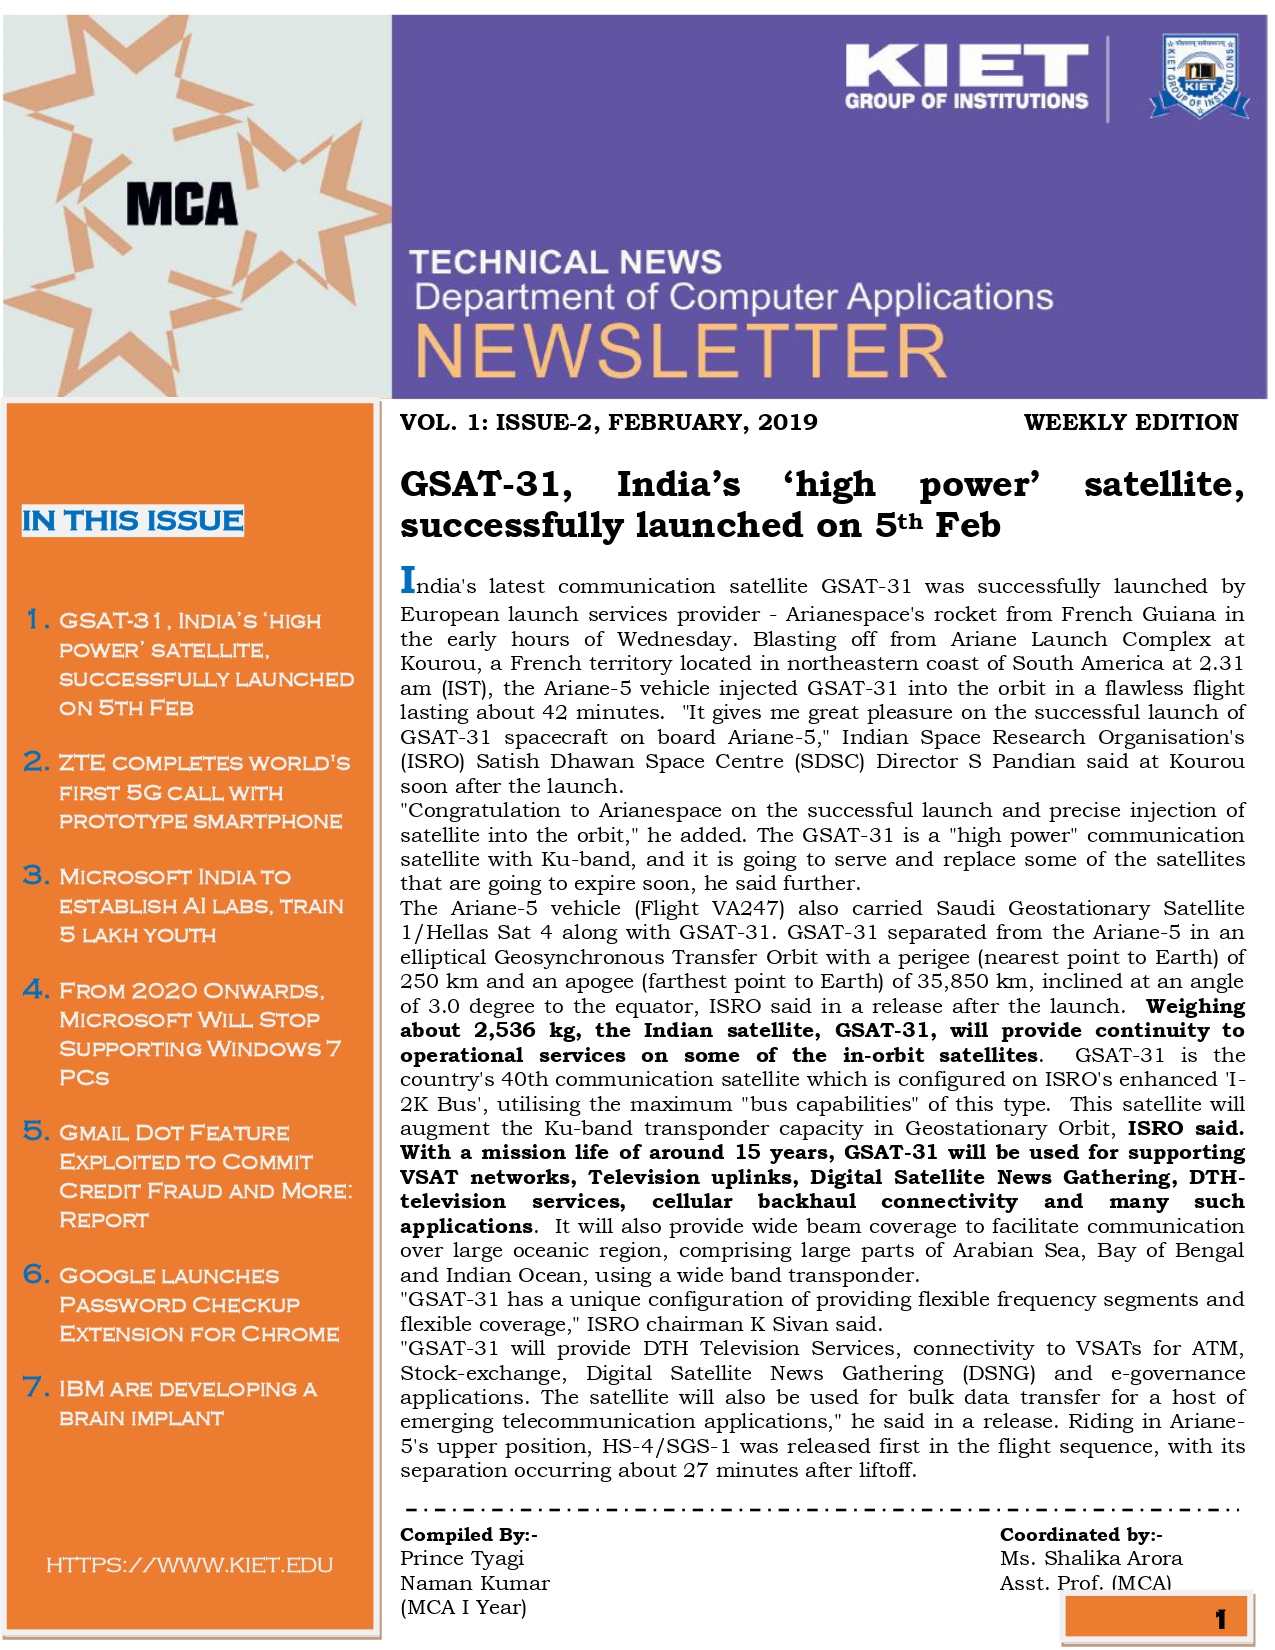 KIET
GROUP OF INSTITUTIONS
KIET
GROUP OF INSTITUTIONS
MCA
TECHNICAL NEWS
Department of Computer Applications
NEWSLETTER
VOL. 1: ISSUE-2, FEBRUARY, 2019 WEEKLY EDITION
IN THIS ISSUE
1. GSAT-31, India’s ‘high
power’ satellite,
successfully launched
on 5th Feb
2. ZTE completes world's
first 5G call with
prototype smartphone
3. Microsoft India to
establish AI labs, train
5 lakh youth
4. From 2020 Onwards,
Microsoft Will Stop
Supporting Windows 7
PCs
5. Gmail Dot Feature
Exploited to Commit
Credit Fraud and More:
Report
6. Google launches
Password Checkup
Extension for Chrome
7. IBM are developing a
brain implant
HTTPS://WWW.KIET.EDU
GSAT-31, India’s ‘high power’ satellite,
successfully launched on 5th Feb
India's latest communication satellite GSAT-31 was successfully launched by
European launch services provider - Arianespace's rocket from French Guiana in
the early hours of Wednesday. Blasting off from Ariane Launch Complex at
Kourou, a French territory located in northeastern coast of South America at 2.31
am (IST), the Ariane-5 vehicle injected GSAT-31 into the orbit in a flawless flight
lasting about 42 minutes. "It gives me great pleasure on the successful launch of
GSAT-31 spacecraft on board Ariane-5," Indian Space Research Organisation's
(ISRO) Satish Dhawan Space Centre (SDSC) Director S Pandian said at Kourou
soon after the launch.
"Congratulation to Arianespace on the successful launch and precise injection of
satellite into the orbit," he added. The GSAT-31 is a "high power" communication
satellite with Ku-band, and it is going to serve and replace some of the satellites
that are going to expire soon, he said further.
The Ariane-5 vehicle (Flight VA247) also carried Saudi Geostationary Satellite
1/Hellas Sat 4 along with GSAT-31. GSAT-31 separated from the Ariane-5 in an
elliptical Geosynchronous Transfer Orbit with a perigee (nearest point to Earth) of
250 km and an apogee (farthest point to Earth) of 35,850 km, inclined at an angle
of 3.0 degree to the equator, ISRO said in a release after the launch. Weighing
about 2,536 kg, the Indian satellite, GSAT-31, will provide continuity to
operational services on some of the in-orbit satellites. GSAT-31 is the
country's 40th communication satellite which is configured on ISRO's enhanced 'I-
2K Bus', utilising the maximum "bus capabilities" of this type. This satellite will
augment the Ku-band transponder capacity in Geostationary Orbit, ISRO said.
With a mission life of around 15 years, GSAT-31 will be used for supporting
VSAT networks, Television uplinks, Digital Satellite News Gathering, DTH-
television services, cellular backhaul connectivity and many such
applications. It will also provide wide beam coverage to facilitate communication
over large oceanic region, comprising large parts of Arabian Sea, Bay of Bengal
and Indian Ocean, using a wide band transponder.
"GSAT-31 has a unique configuration of providing flexible frequency segments and
flexible coverage," ISRO chairman K Sivan said.
"GSAT-31 will provide DTH Television Services, connectivity to VSATs for ATM,
Stock-exchange, Digital Satellite News Gathering (DSNG) and e-governance
applications. The satellite will also be used for bulk data transfer for a host of
emerging telecommunication applications," he said in a release. Riding in Ariane-
5's upper position, HS-4/SGS-1 was released first in the flight sequence, with its
separation occurring about 27 minutes after liftoff.
Compiled By:- Coordinated by:-
Prince Tyagi Ms. Shalika Arora
Naman Kumar Asst. Prof. (MCA)
(MCA I Year)
1